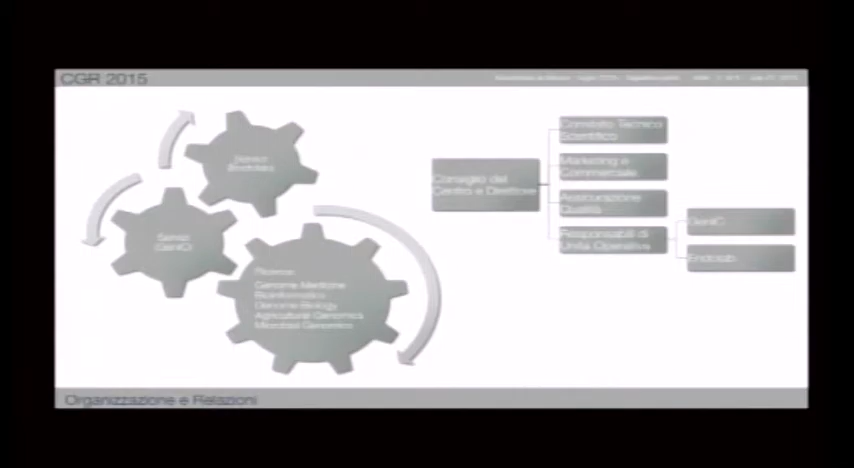 CGR 2015
Servizi
Servizi
GeniC
Ricerca
Genome Medicine
Bioinformatics
Genome Biology
Agricultural Genomics
Microbial Genomics
Consiglio del
Centro e Direttore
Comitato Tecnico
Scientifico
Marketing e
Commerciale
Assicurazione
Qualità
Responsabili di
Unità Operative
GeniC
Endolab
Organizzazione e Relazioni